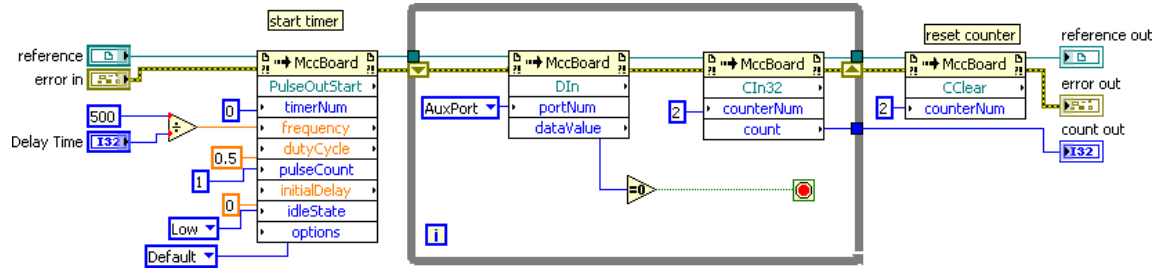 start timer
reference
error in
MccBoard
PulseOutStart
timerNum
frequency
dutyCycle
pulseCount
initialDelay
idleState
options
0
500
÷
Delay Time
I32
0.5
1
0
Low
Default
MccBoard
DIn
portNum
dataValue
AuxPort
=0
i
MccBoard
CIn32
counterNum
count
2
reset counter
MccBoard
CClear
counterNum
2
reference out
error out
count out
I32